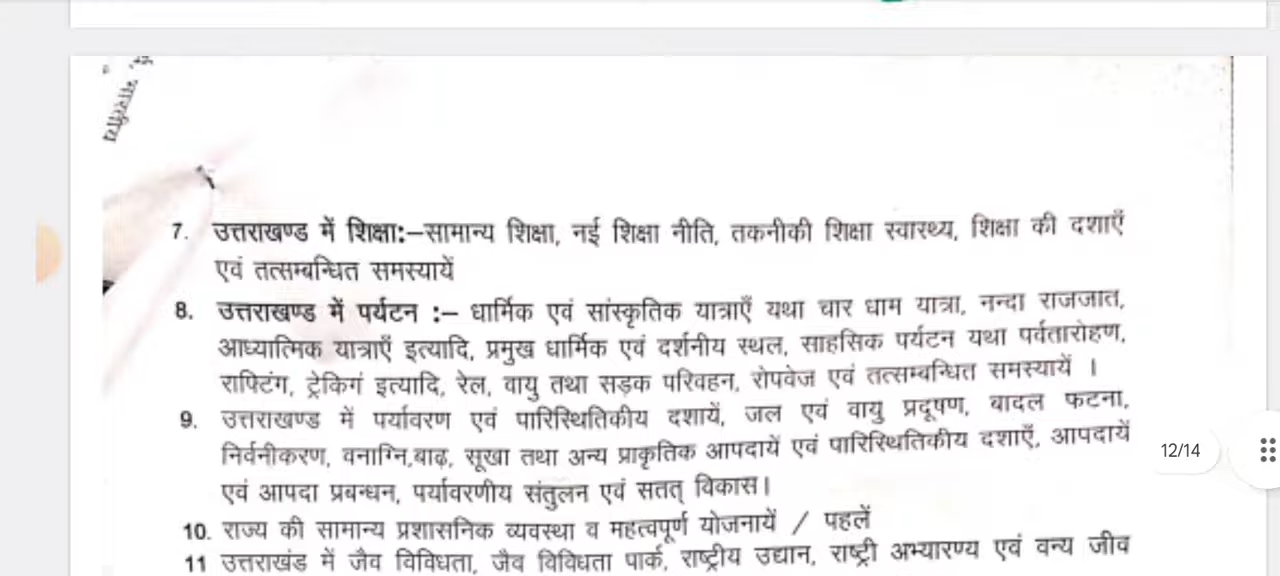 भारतीय
7. उत्तराखण्ड में शिक्षा:–सामान्य शिक्षा, नई शिक्षा नीति, तकनीकी शिक्षा स्वास्थ्य, शिक्षा की दशाएँ
एवं तत्सम्बन्धित समस्यायें
8. उत्तराखण्ड में पर्यटन :– धार्मिक एवं सांस्कृतिक यात्राएँ यथा चार धाम यात्रा, नन्दा राजजात,
आध्यात्मिक यात्राएँ इत्यादि, प्रमुख धार्मिक एवं दर्शनीय स्थल, साहसिक पर्यटन यथा पर्वतारोहण,
राफ्टिंग, ट्रेकिगं इत्यादि, रेल, वायु तथा सड़क परिवहन, रोपवेज एवं तत्सम्बन्धित समस्यायें ।
9. उत्तराखण्ड में पर्यावरण एवं पारिस्थितिकीय दशायें, जल एवं वायु प्रदूषण, बादल फटना,
निर्वनीकरण, वनाग्नि,बाढ़, सूखा तथा अन्य प्राकृतिक आपदायें एवं पारिस्थितिकीय दशाएँ, आपदायें
एवं आपदा प्रबन्धन, पर्यावरणीय संतुलन एवं सतत् विकास।
12/14
10. राज्य की सामान्य प्रशासनिक व्यवस्था व महत्वपूर्ण योजनायें / पहलें
11 उत्तराखंड में जैव विविधता, जैव विविधता पार्क, राष्ट्रीय उद्यान, राष्ट्री अभ्यारण्य एवं वन्य जीव